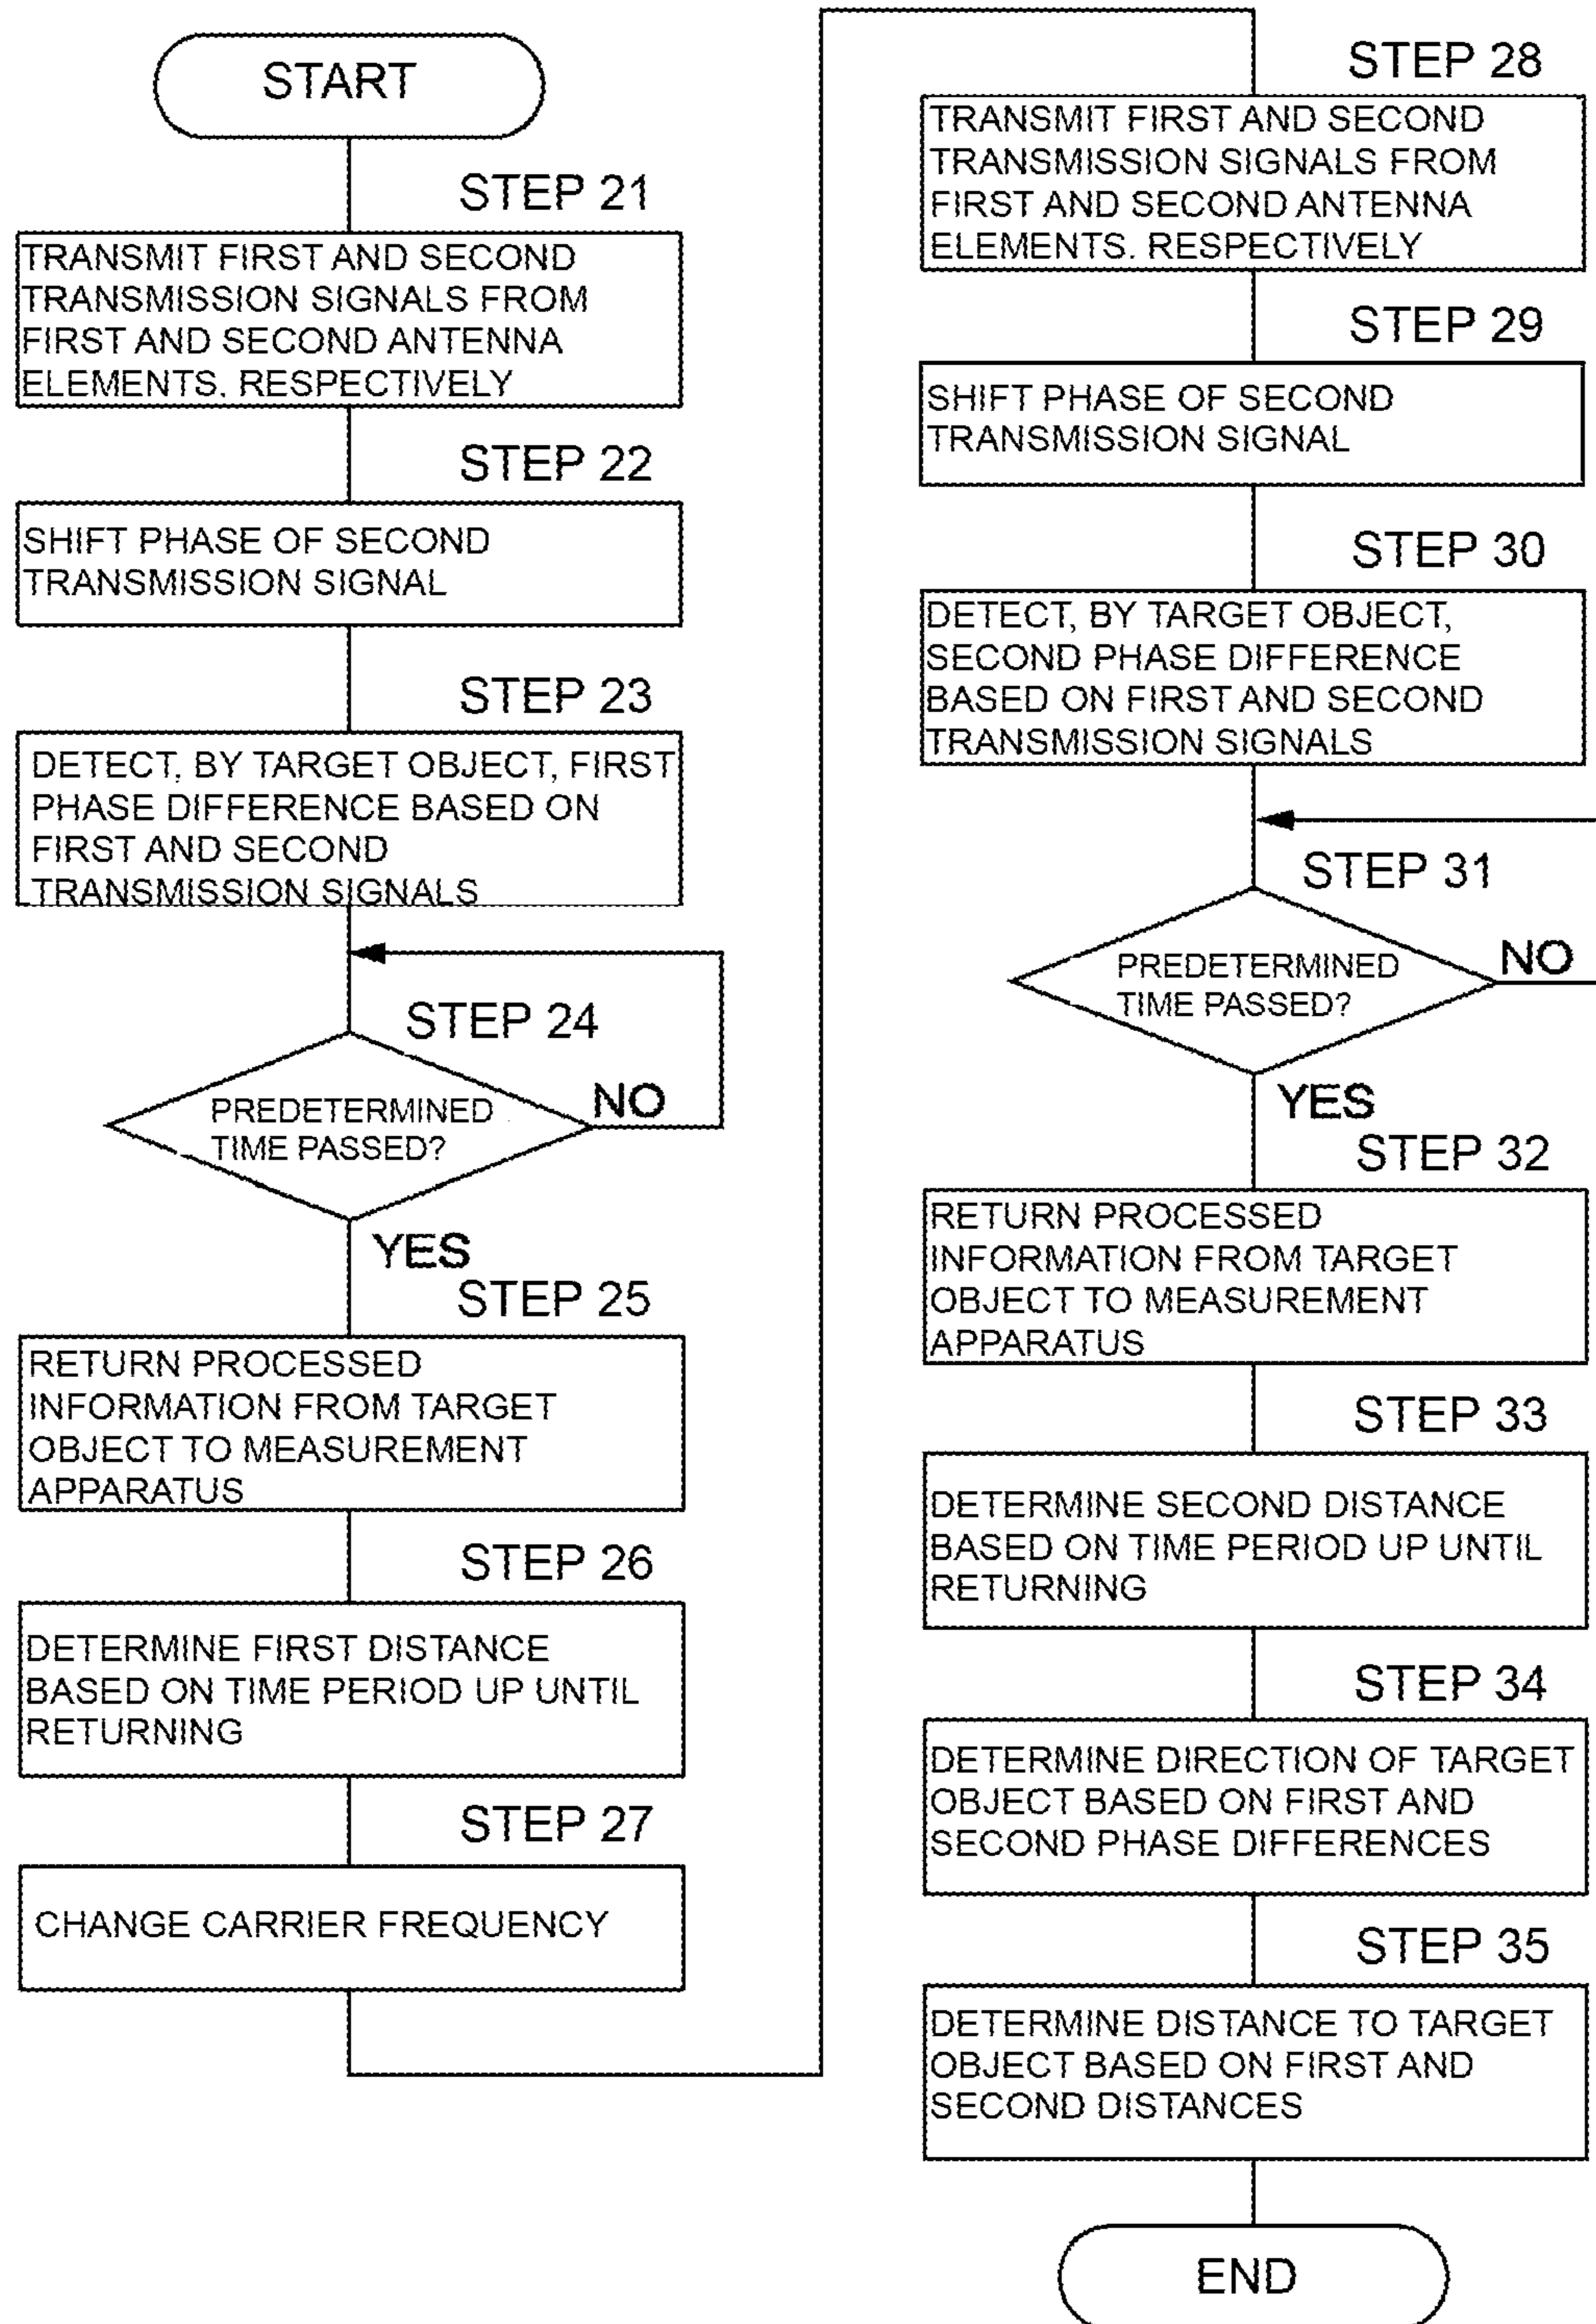 START
STEP 21
TRANSMIT FIRST AND SECOND
TRANSMISSION SIGNALS FROM
FIRST AND SECOND ANTENNA
ELEMENTS. RESPECTIVELY
STEP 22
SHIFT PHASE OF SECOND
TRANSMISSION SIGNAL
STEP 23
DETECT, BY TARGET OBJECT, FIRST
PHASE DIFFERENCE BASED ON
FIRST AND SECOND
TRANSMISSION SIGNALS
STEP 24
PREDETERMINED
TIME PASSED?
NO
YES
STEP 25
RETURN PROCESSED
INFORMATION FROM TARGET
OBJECT TO MEASUREMENT
APPARATUS
STEP 26
DETERMINE FIRST DISTANCE
BASED ON TIME PERIOD UP UNTIL
RETURNING
STEP 27
CHANGE CARRIER FREQUENCY
STEP 28
TRANSMIT FIRST AND SECOND
TRANSMISSION SIGNALS FROM
FIRST AND SECOND ANTENNA
ELEMENTS. RESPECTIVELY
STEP 29
SHIFT PHASE OF SECOND
TRANSMISSION SIGNAL
STEP 30
DETECT, BY TARGET OBJECT,
SECOND PHASE DIFFERENCE
BASED ON FIRST AND SECOND
TRANSMISSION SIGNALS
STEP 31
PREDETERMINED
TIME PASSED?
NO
YES
STEP 32
RETURN PROCESSED
INFORMATION FROM TARGET
OBJECT TO MEASUREMENT
APPARATUS
STEP 33
DETERMINE SECOND DISTANCE
BASED ON TIME PERIOD UP UNTIL
RETURNING
STEP 34
DETERMINE DIRECTION OF TARGET
OBJECT BASED ON FIRST AND
SECOND PHASE DIFFERENCES
STEP 35
DETERMINE DISTANCE TO TARGET
OBJECT BASED ON FIRST AND
SECOND DISTANCES
END